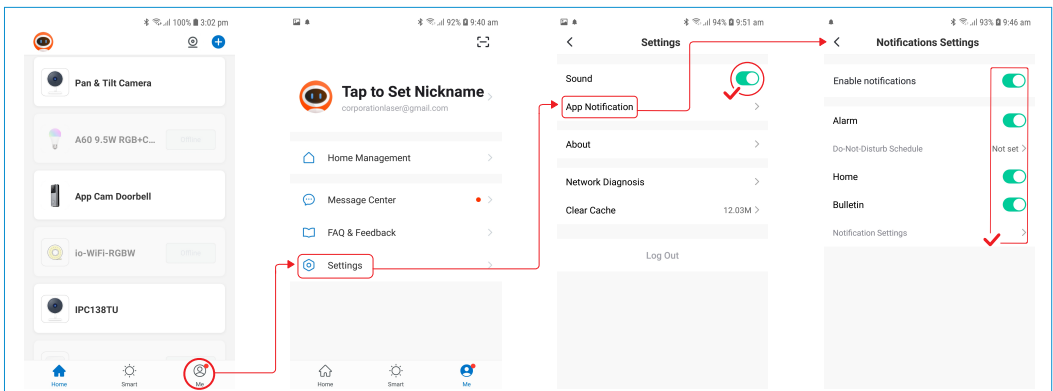 100% 3:02 pm
Pan & Tilt Camera
A60 9.5W RGB+C... Offline
App Cam Doorbell
io-WiFi-RGBW Offline
IPC138TU
Home Smart Me
92% 9:40 am
Tap to Set Nickname
corporationlaser@gmail.com
Home Management
Message Center
FAQ & Feedback
Settings
Home Smart Me
94% 9:51 am
Settings
Sound
App Notification
About
Network Diagnosis
Clear Cache 12.03M
Log Out
93% 9:46 am
Notifications Settings
Enable notifications
Alarm
Do-Not-Disturb Schedule Not set
Home
Bulletin
Notification Settings